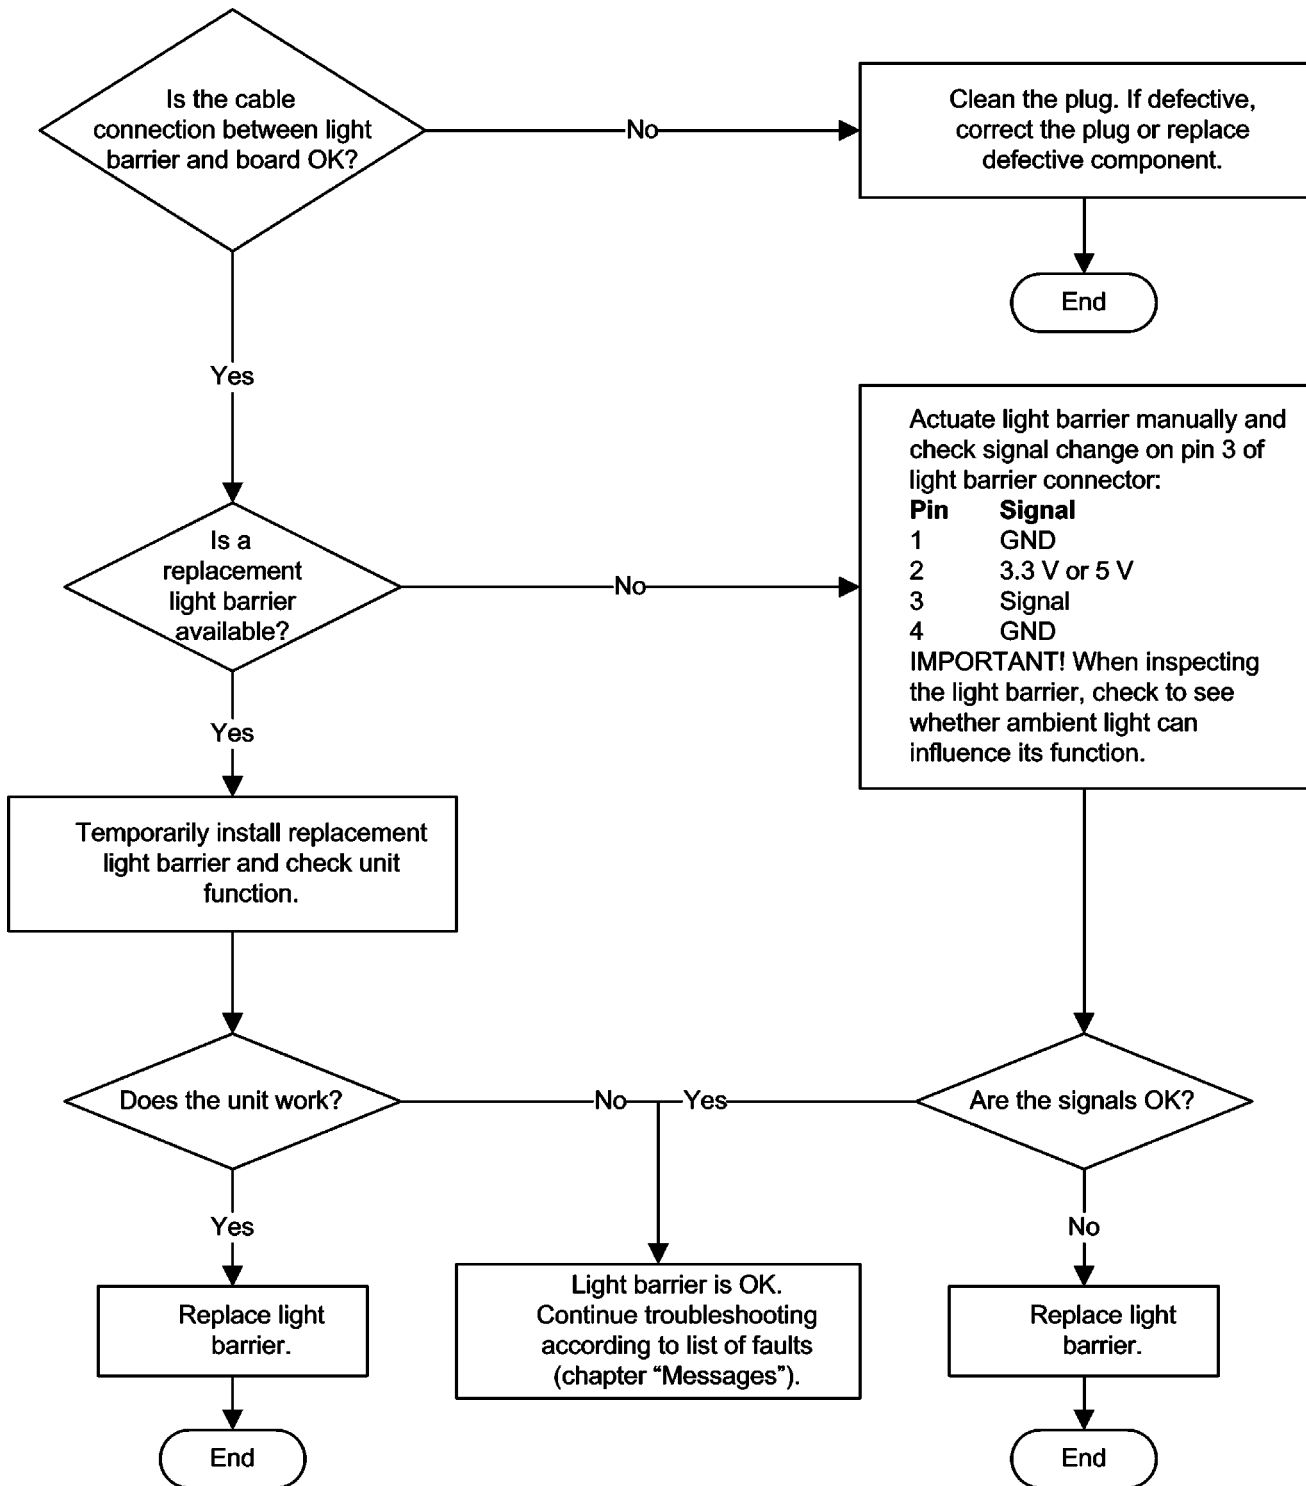 Is the cable
connection between light
barrier and board OK?
No
Clean the plug. If defective,
correct the plug or replace
defective component.
End
Yes
Is a
replacement
light barrier
available?
No
Actuate light barrier manually and
check signal change on pin 3 of
light barrier connector:
Pin Signal
1 GND
2 3.3 V or 5 V
3 Signal
4 GND
IMPORTANT! When inspecting
the light barrier, check to see
whether ambient light can
influence its function.
Yes
Temporarily install replacement
light barrier and check unit
function.
Does the unit work?
No
Yes
Are the signals OK?
Yes
No
Replace light
barrier.
Light barrier is OK.
Continue troubleshooting
according to list of faults
(chapter “Messages”).
Replace light
barrier.
End
End